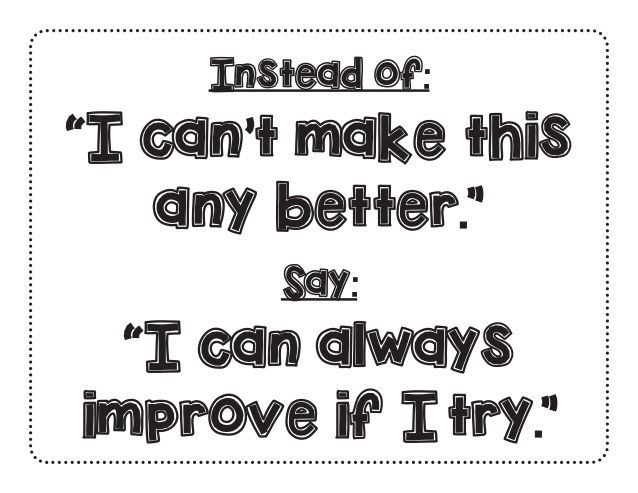 Instead of:
“I can't make this
any better.”
Say:
“I can always
improve if I try.”